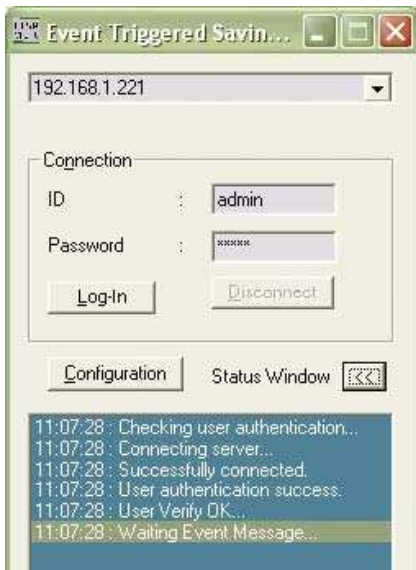 Event Triggered Savin...
192.168.1.221
Connection
ID : admin
Password : *****
Log-In Disconnect
Configuration Status Window <<
11:07:28 : Checking user authentication...
11:07:28 : Connecting server...
11:07:28 : Successfully connected.
11:07:28 : User authentication success.
11:07:28 : User Verify OK...
11:07:28 : Waiting Event Message...